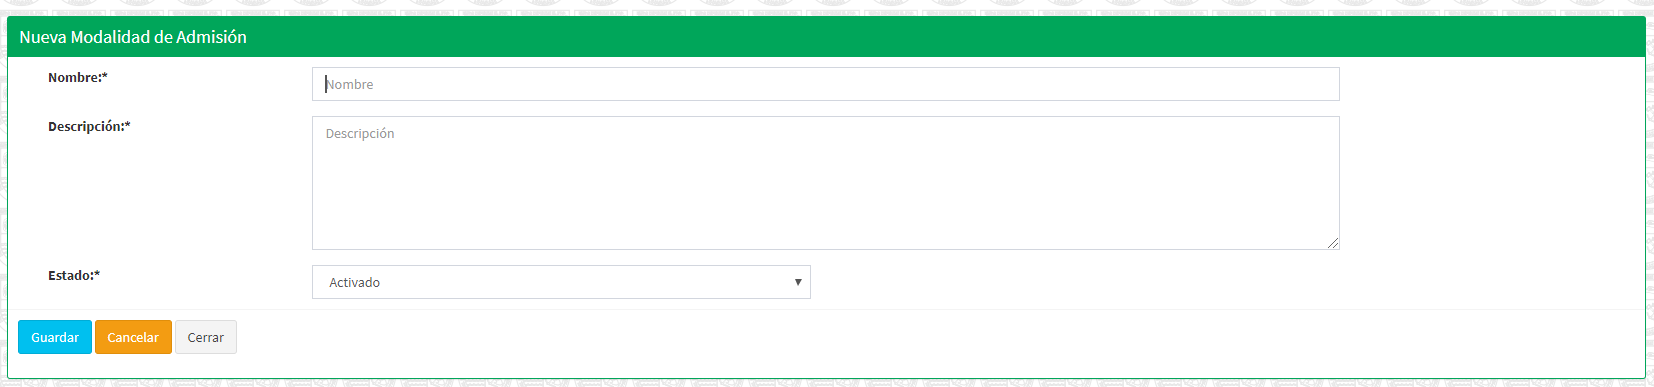 Nueva Modalidad de Admisión
Nombre:*
Nombre
Descripción:*
Descripción
Estado:*
Activado
Guardar
Cancelar
Cerrar